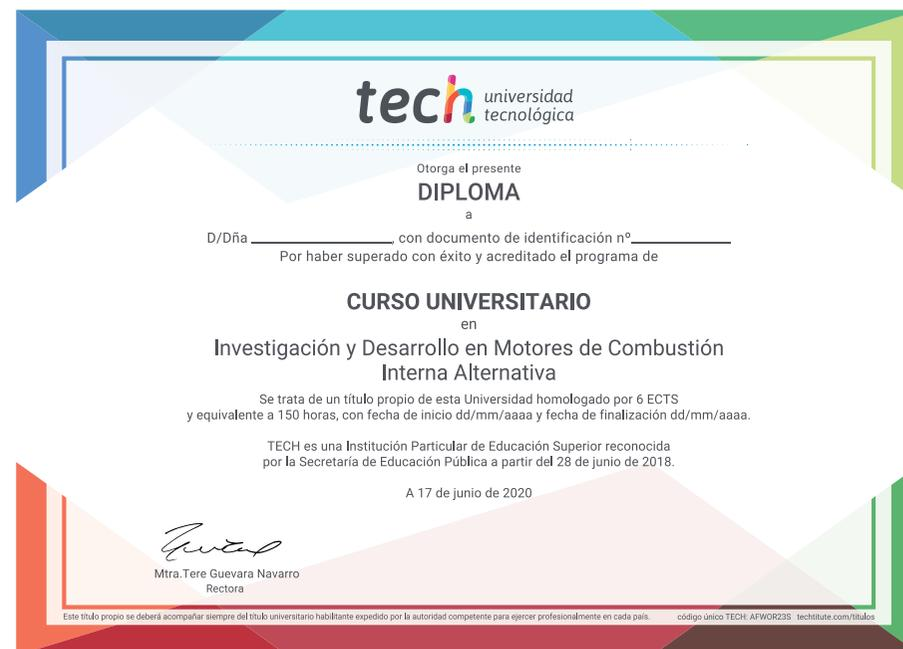 tech universidad
tecnológica
Otorga el presente
DIPLOMA
a
D/Dña ________________, con documento de identificación nº____________
Por haber superado con éxito y acreditado el programa de
CURSO UNIVERSITARIO
en
Investigación y Desarrollo en Motores de Combustión
Interna Alternativa
Se trata de un título propio de esta Universidad homologado por 6 ECTS
y equivalente a 150 horas, con fecha de inicio dd/mm/aaaa y fecha de finalización dd/mm/aaaa.
TECH es una Institución Particular de Educación Superior reconocida
por la Secretaría de Educación Pública a partir del 28 de junio de 2018.
A 17 de junio de 2020
Mtra.Tere Guevara Navarro
Rectora
Este título propio se deberá acompañar siempre del título universitario habilitante expedido por la autoridad competente para ejercer profesionalmente en cada país. código único TECH: AFWOR23S techtitute.com/titulos